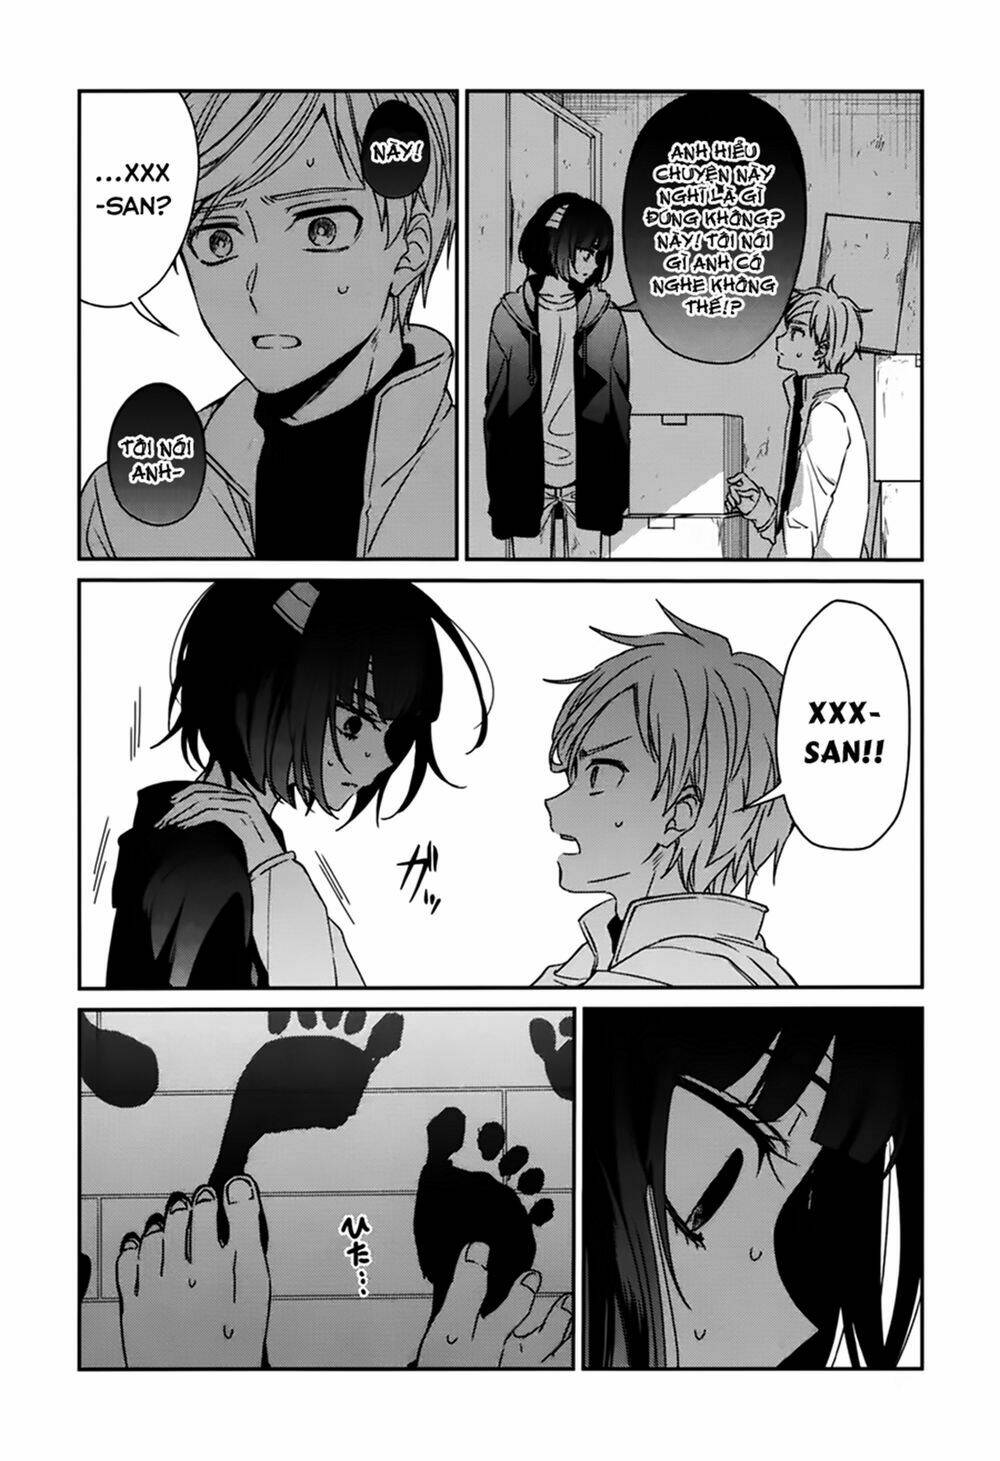 ANH HIỂU
CHUYỆN NÀY
NGHĨ LÀ GÌ
ĐÚNG KHÔNG?
NÀY! TÔI NÓI
GÌ ANH CÓ
NGHE KHÔNG
THẾ!?
NÀY!
...XXX
-SAN?
TÔI NÓI
ANH-
XXX-
SAN!!
ガッ
ひた…